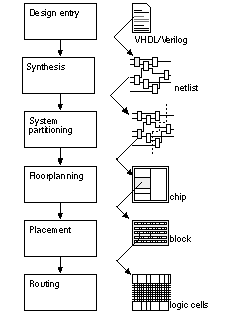 Design entry
VHDL/Verilog
Synthesis
netlist
System
partitioning
Floorplanning
chip
Placement
block
Routing
logic cells